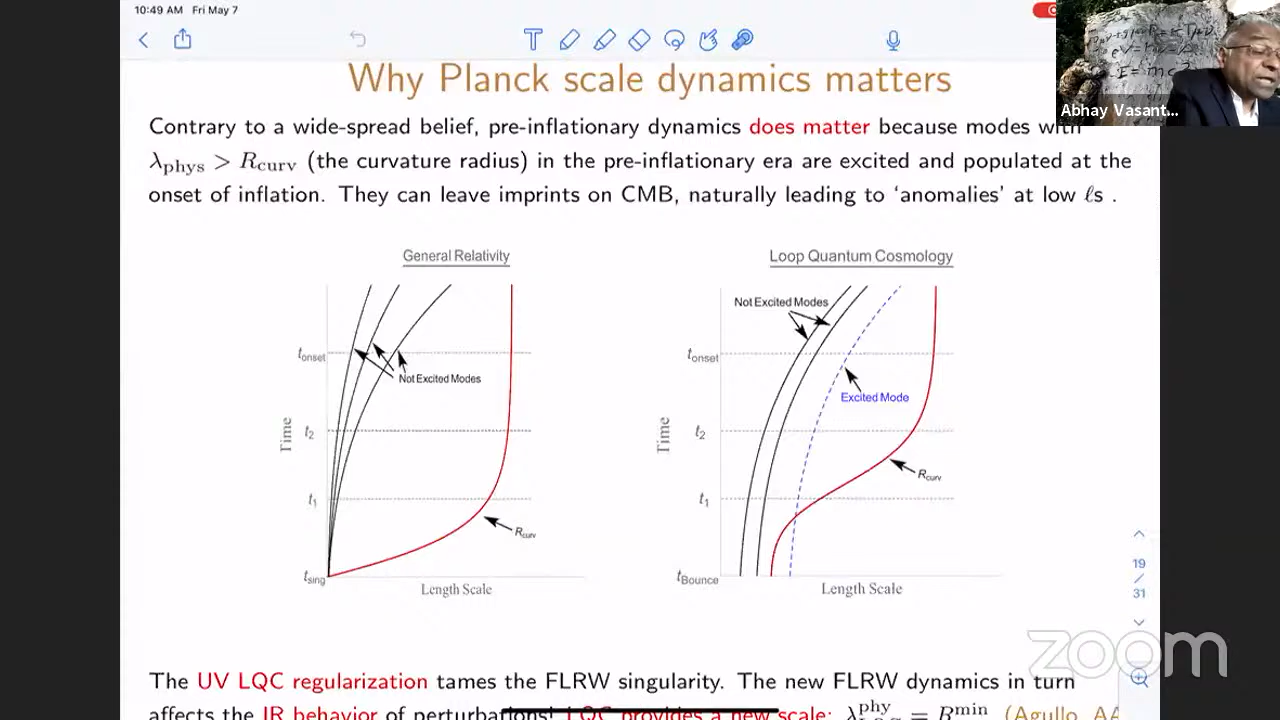 10:49 AM Fri May 7
Why Planck scale dynamics matters
Contrary to a wide-spread belief, pre-inflationary dynamics does matter because modes with
λphys > Rcurv (the curvature radius) in the pre-inflationary era are excited and populated at the
onset of inflation. They can leave imprints on CMB, naturally leading to ‘anomalies’ at low ℓs .
General Relativity
tonset
Not Excited Modes
t2
Time
t1
Rcurv
tsing
Length Scale
Loop Quantum Cosmology
Not Excited Modes
tonset
Excited Mode
t2
Time
Rcurv
t1
tBounce
Length Scale
19
/
31
The UV LQC regularization tames the FLRW singularity. The new FLRW dynamics in turn
affects the IR behavior of perturbations! LQC provides a new scale: = (Agullo, AA
Abhay Vasant...
E=mc²
zoom